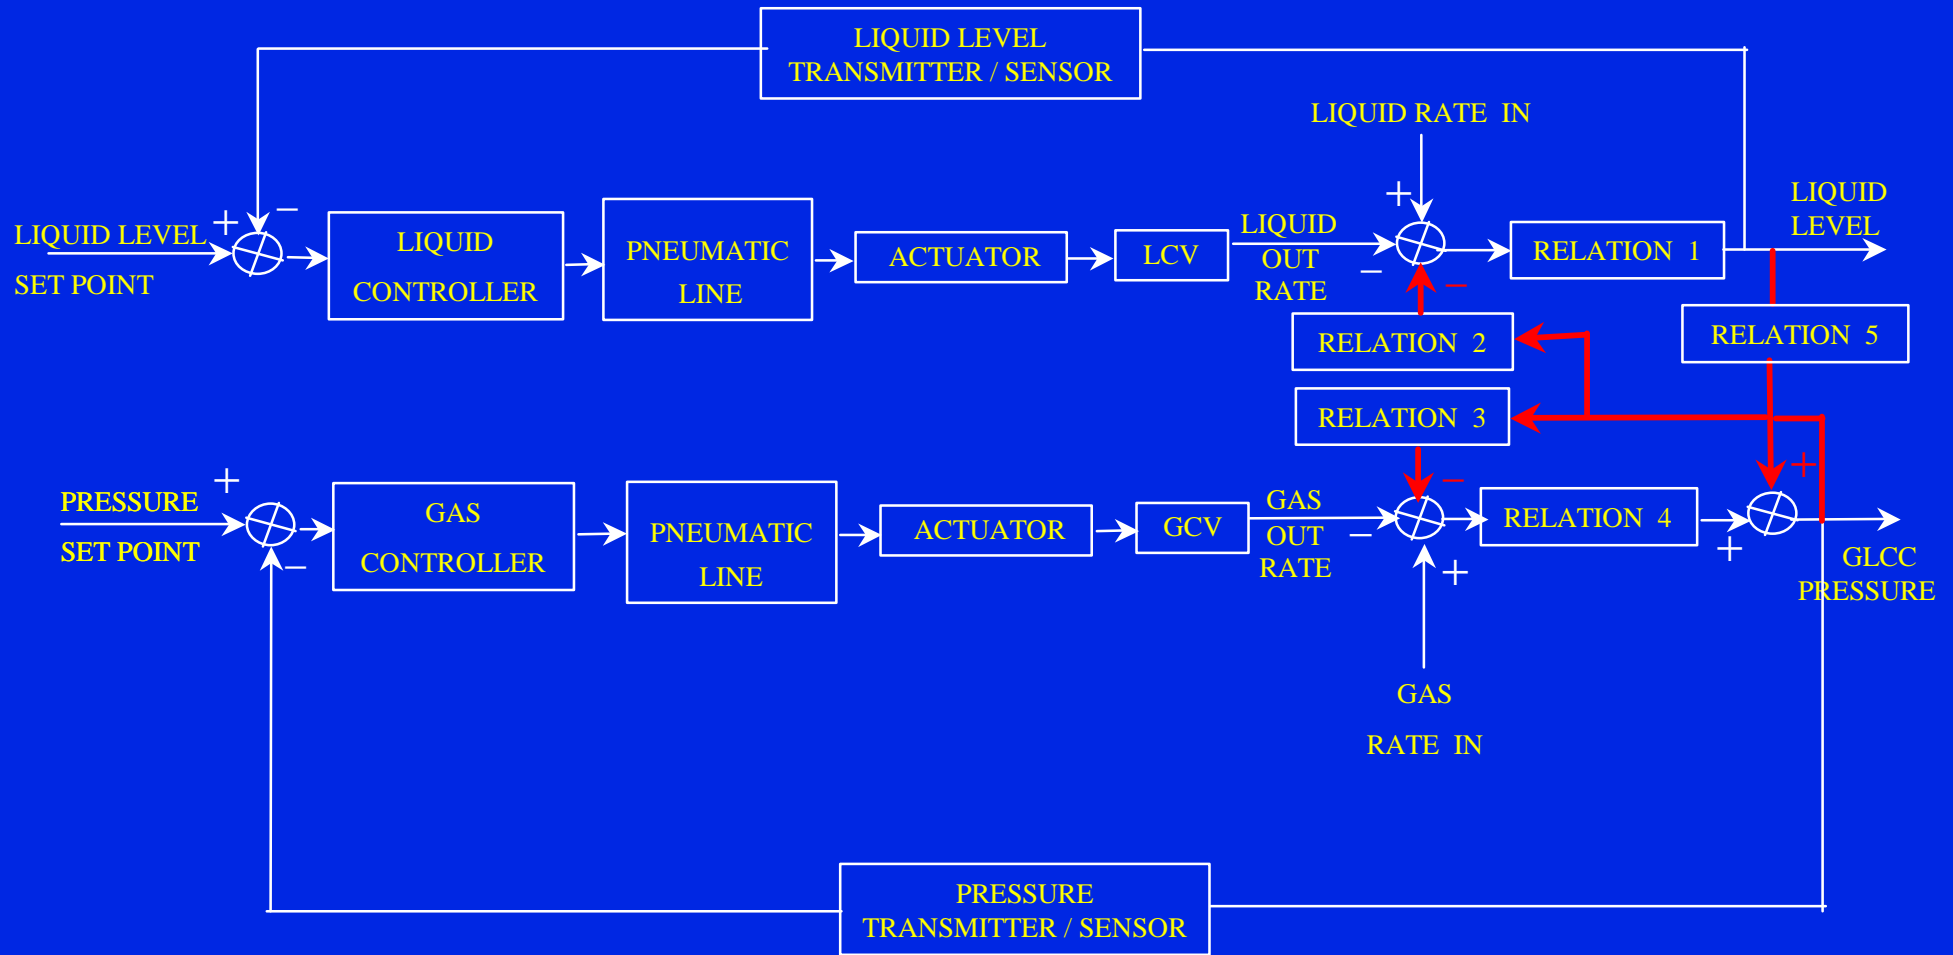 LIQUID LEVEL
TRANSMITTER / SENSOR
LIQUID RATE IN
LIQUID LEVEL
SET POINT
+
−
LIQUID
CONTROLLER
PNEUMATIC
LINE
ACTUATOR
LCV
LIQUID
OUT
RATE
+
−
−
RELATION 1
LIQUID
LEVEL
RELATION 2
RELATION 5
RELATION 3
PRESSURE
SET POINT
+
−
GAS
CONTROLLER
PNEUMATIC
LINE
ACTUATOR
GCV
GAS
OUT
RATE
−
−
+
RELATION 4
+
+
GLCC
PRESSURE
GAS
RATE IN
PRESSURE
TRANSMITTER / SENSOR